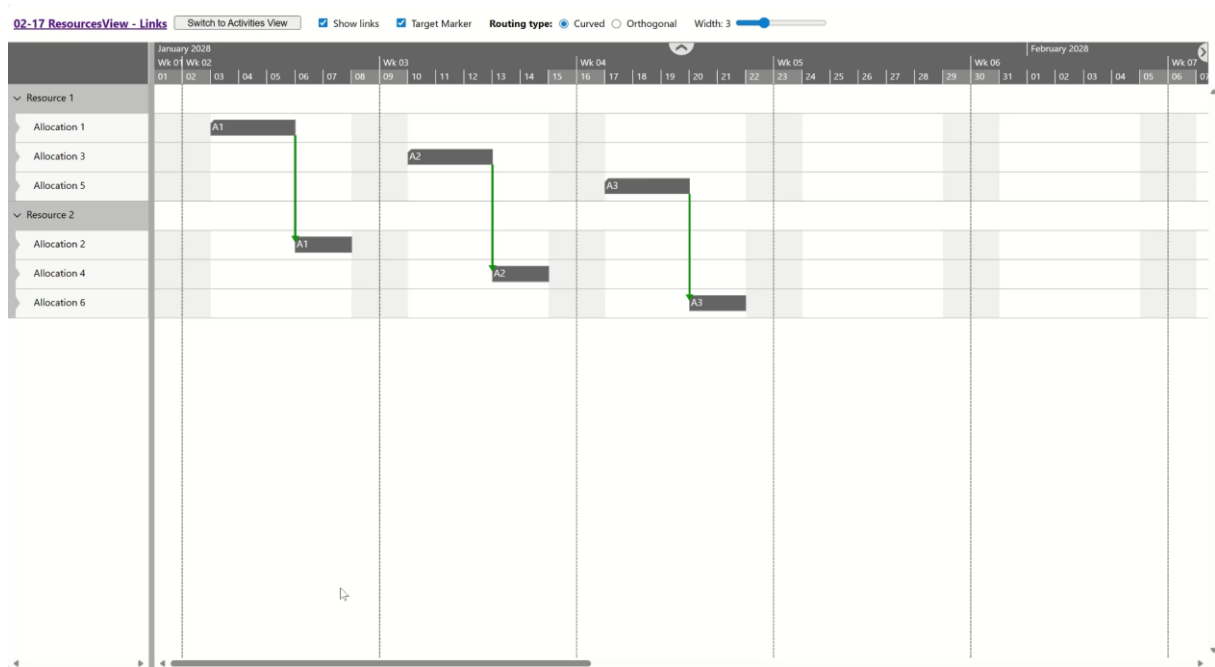 02-17 ResourcesView - Links Switch to Activities View Show links Target Marker Routing type: Curved Orthogonal Width: 3
January 2028 February 2028
Wk 01 Wk 02 Wk 03 Wk 04 Wk 05 Wk 06 Wk 07
01 02 03 04 05 06 07 08 09 10 11 12 13 14 15 16 17 18 19 20 21 22 23 24 25 26 27 28 29 30 31 01 02 03 04 05 06 07
Resource 1
Allocation 1 A1
Allocation 3 A2
Allocation 5 A3
Resource 2
Allocation 2 A1
Allocation 4 A2
Allocation 6 A3